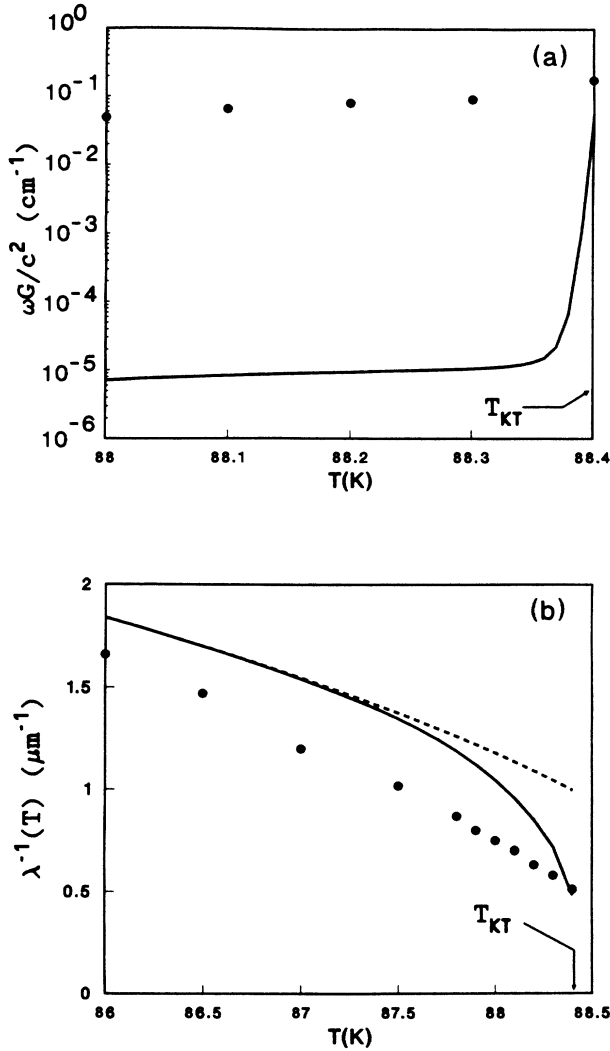 (a)
10⁰
10⁻¹
10⁻²
10⁻³
10⁻⁴
10⁻⁵
10⁻⁶
ωG/c² (cm⁻¹)
T_KT
88 88.1 88.2 88.3 88.4
T(K)
(b)
2
1.5
1
0.5
0
λ⁻¹(T) (μm⁻¹)
T_KT
86 86.5 87 87.5 88 88.5
T(K)